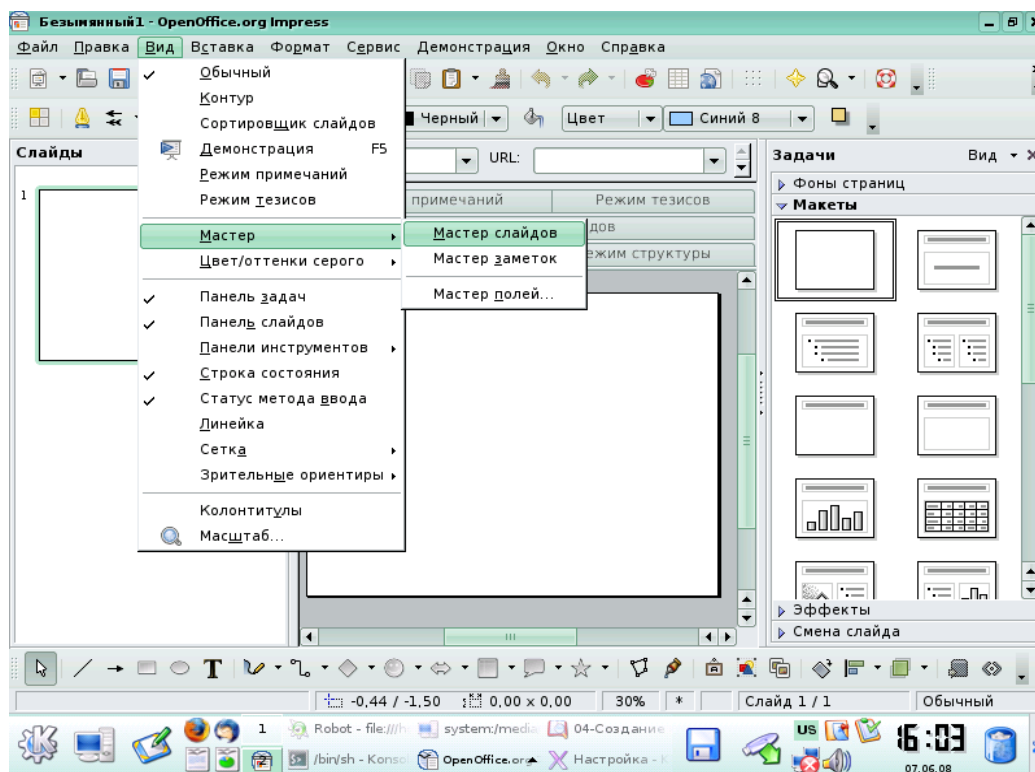 Безымянный1 - OpenOffice.org Impress
Файл Правка Вид Вставка Формат Сервис Демонстрация Окно Справка
Обычный
Контур
Сортировщик слайдов
Демонстрация F5
Режим примечаний
Режим тезисов
Мастер
Цвет/оттенки серого
Панель задач
Панель слайдов
Панели инструментов
Строка состояния
Статус метода ввода
Линейка
Сетка
Зрительные ориентиры
Колонтитулы
Масштаб...
Мастер слайдов
Мастер заметок
Мастер полей...
Черный Цвет Синий 8
URL:
Слайды
1
примечаний Режим тезисов
Задачи Вид
Фоны страниц
Макеты
Эффекты
Смена слайда
-0,44 / -1,50 0,00 x 0,00 30% * Слайд 1 / 1 Обычный
1 Robot - file:///h system:/media 04-Создание US 16:03
2 /bin/sh - Konso OpenOffice.org Настройка - K 07.06.08